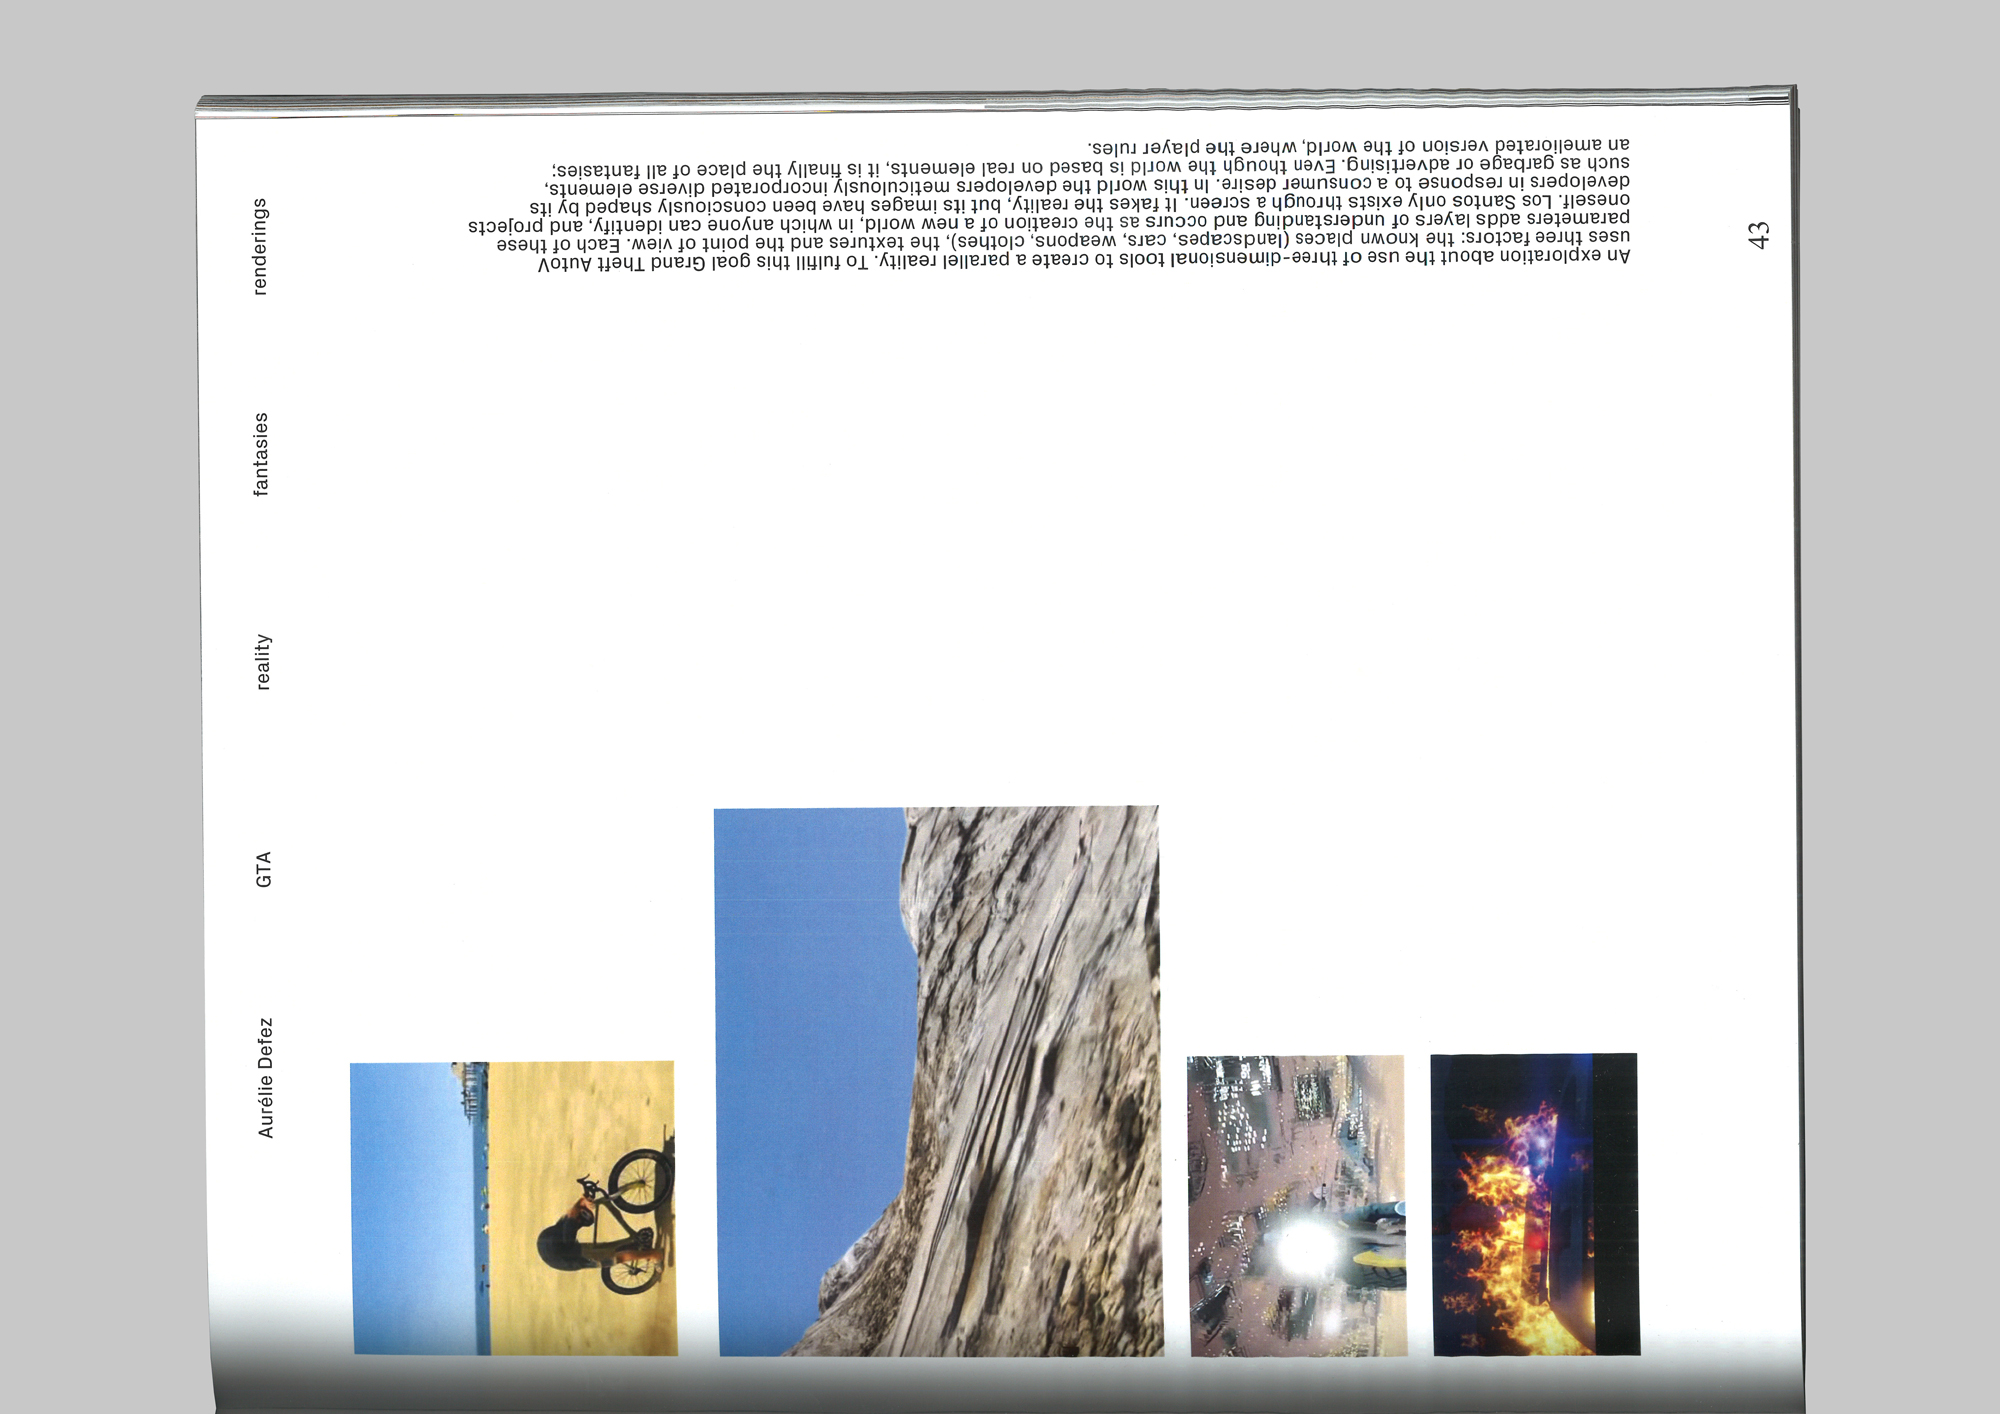 Aurélie Defez
GTA
reality
fantasies
renderings
An exploration about the use of three-dimensional tools to create a parallel reality. To fulfill this goal Grand Theft AutoV
uses three factors: the known places (landscapes, cars, weapons, clothes), the textures and the point of view. Each of these
parameters adds layers of understanding and occurs as the creation of a new world, in which anyone can identify, and projects
oneself. Los Santos only exists through a screen. It fakes the reality, but its images have been consciously shaped by its
developers in response to a consumer desire. In this world the developers meticulously incorporated diverse elements,
such as garbage or advertising. Even though the world is based on real elements, it is finally the place of all fantasies;
an ameliorated version of the world, where the player rules.
43